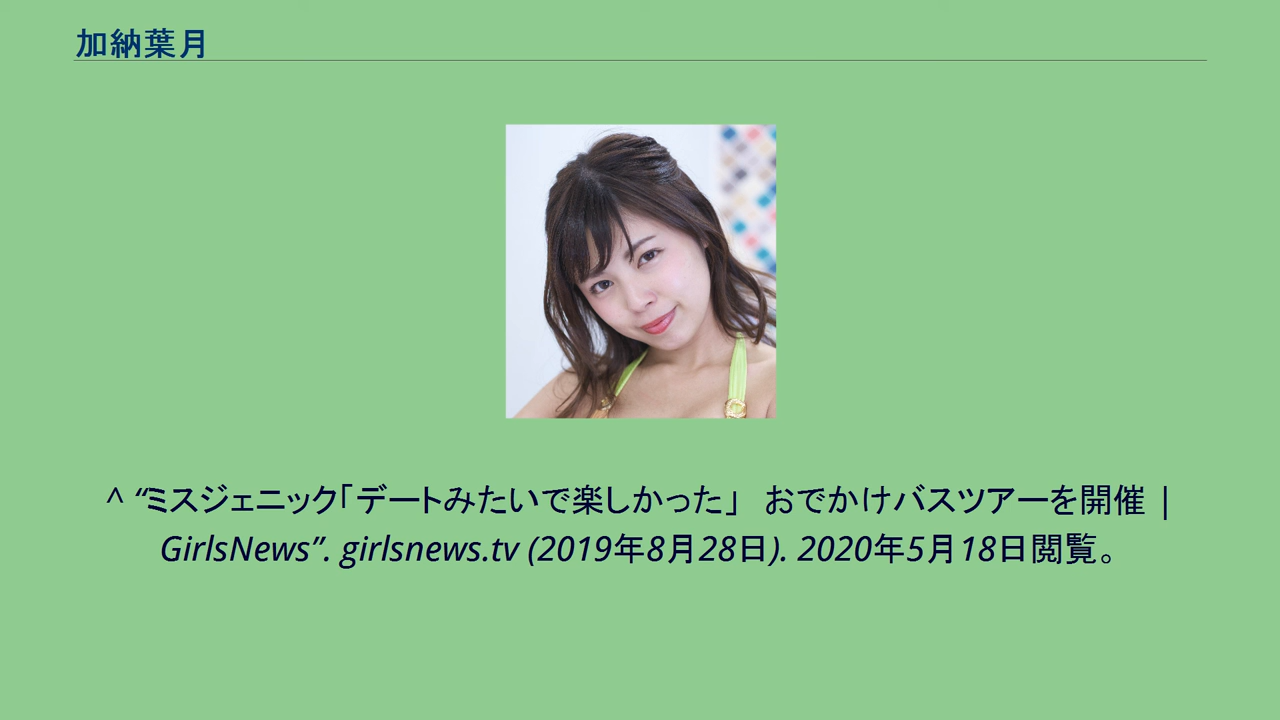 加納葉月
^ “ミスジェニック「デートみたいで楽しかった」 おでかけバスツアーを開催 |
GirlsNews”. girlsnews.tv (2019年8月28日). 2020年5月18日閲覧。